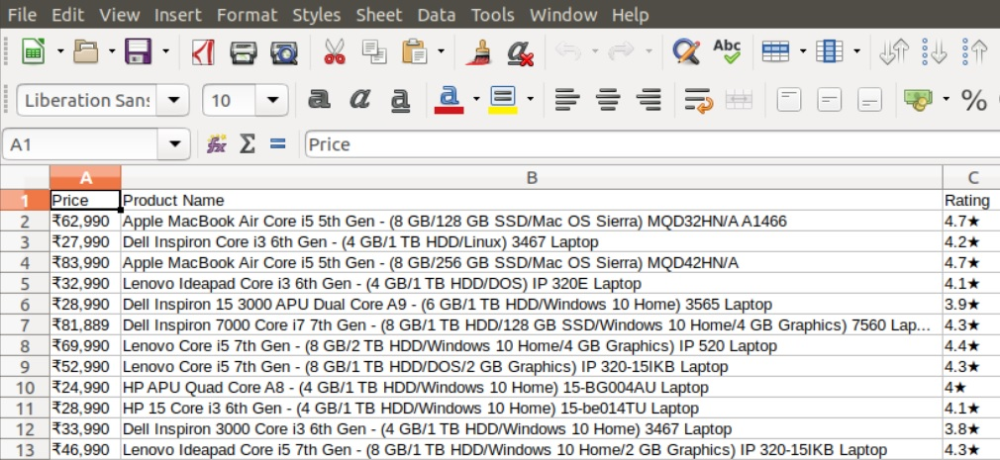 File Edit View Insert Format Styles Sheet Data Tools Window Help
Abc
Liberation Sans 10 a a a a %
A1 fx Σ = Price
A B C
1 Price Product Name Rating
2 ₹62,990 Apple MacBook Air Core i5 5th Gen - (8 GB/128 GB SSD/Mac OS Sierra) MQD32HN/A A1466 4.7★
3 ₹27,990 Dell Inspiron Core i3 6th Gen - (4 GB/1 TB HDD/Linux) 3467 Laptop 4.2★
4 ₹83,990 Apple MacBook Air Core i5 5th Gen - (8 GB/256 GB SSD/Mac OS Sierra) MQD42HN/A 4.7★
5 ₹32,990 Lenovo Ideapad Core i3 6th Gen - (4 GB/1 TB HDD/DOS) IP 320E Laptop 4.1★
6 ₹28,990 Dell Inspiron 15 3000 APU Dual Core A9 - (6 GB/1 TB HDD/Windows 10 Home) 3565 Laptop 3.9★
7 ₹81,889 Dell Inspiron 7000 Core i7 7th Gen - (8 GB/1 TB HDD/128 GB SSD/Windows 10 Home/4 GB Graphics) 7560 Lap... 4.3★
8 ₹69,990 Lenovo Core i5 7th Gen - (8 GB/2 TB HDD/Windows 10 Home/4 GB Graphics) IP 520 Laptop 4.4★
9 ₹52,990 Lenovo Core i5 7th Gen - (8 GB/1 TB HDD/DOS/2 GB Graphics) IP 320-15IKB Laptop 4.3★
10 ₹24,990 HP APU Quad Core A8 - (4 GB/1 TB HDD/Windows 10 Home) 15-BG004AU Laptop 4★
11 ₹28,990 HP 15 Core i3 6th Gen - (4 GB/1 TB HDD/Windows 10 Home) 15-be014TU Laptop 4.1★
12 ₹33,990 Dell Inspiron 3000 Core i3 6th Gen - (4 GB/1 TB HDD/Windows 10 Home) 3467 Laptop 3.8★
13 ₹46,990 Lenovo Ideapad Core i5 7th Gen - (8 GB/1 TB HDD/Windows 10 Home/2 GB Graphics) IP 320-15IKB Laptop 4.3★